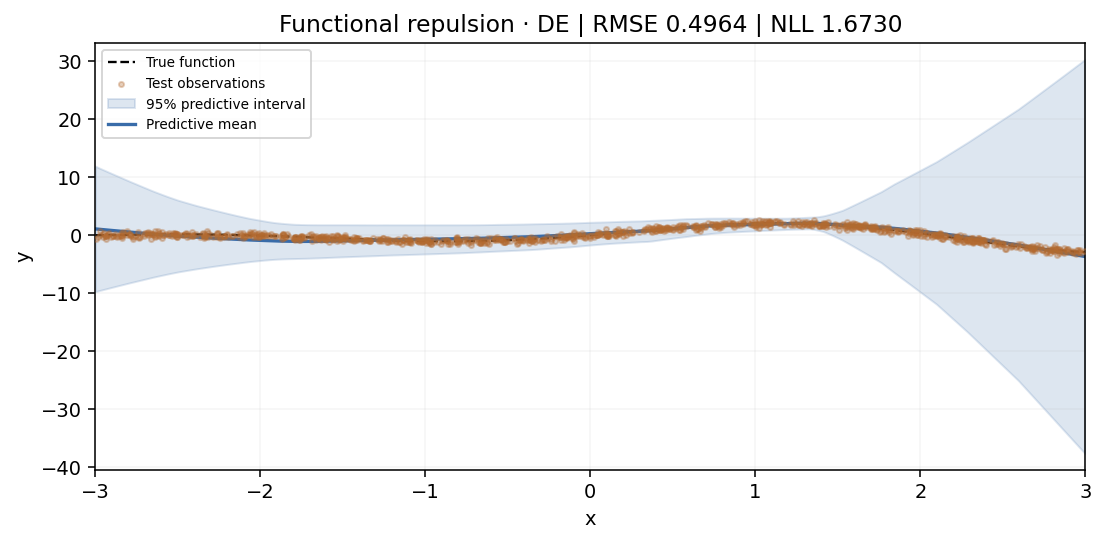 Functional repulsion · DE | RMSE 0.4964 | NLL 1.6730
True function
Test observations
95% predictive interval
Predictive mean
30
20
10
0
−10
−20
−30
−40
y
−3
−2
−1
0
1
2
3
x